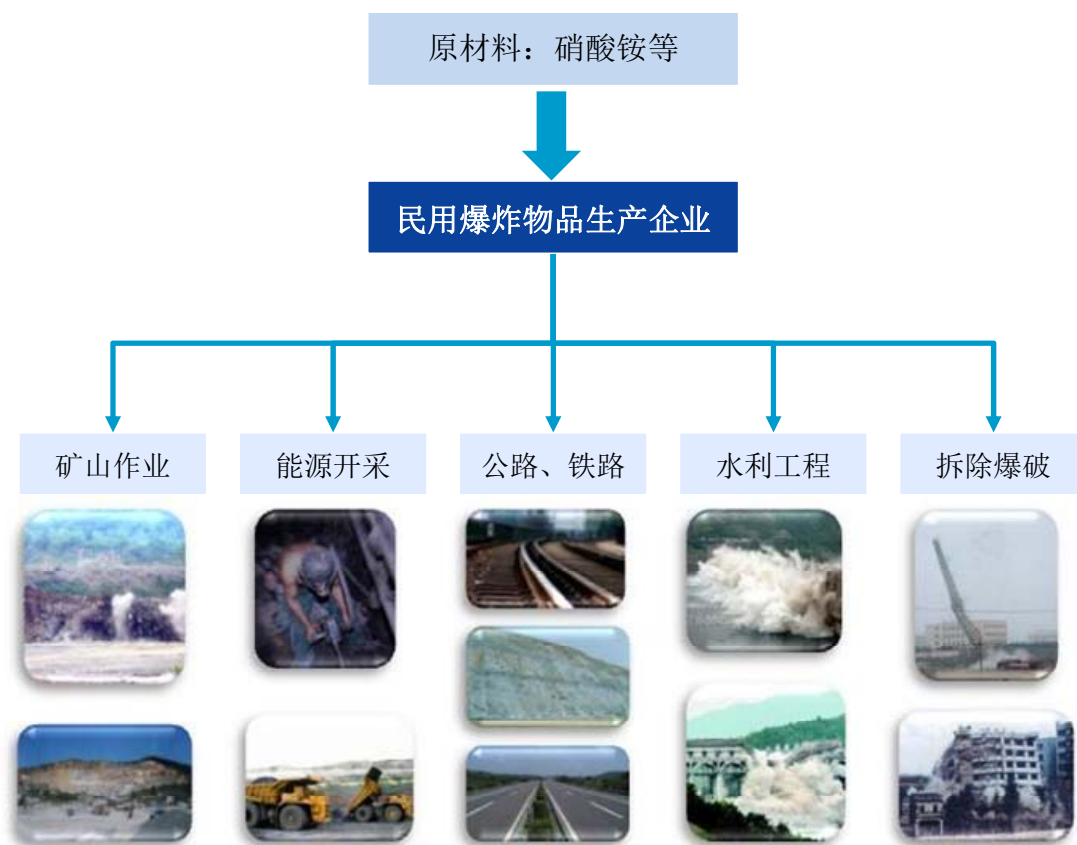 原材料：硝酸铵等
民用爆炸物品生产企业
矿山作业
能源开采
公路、铁路
水利工程
拆除爆破